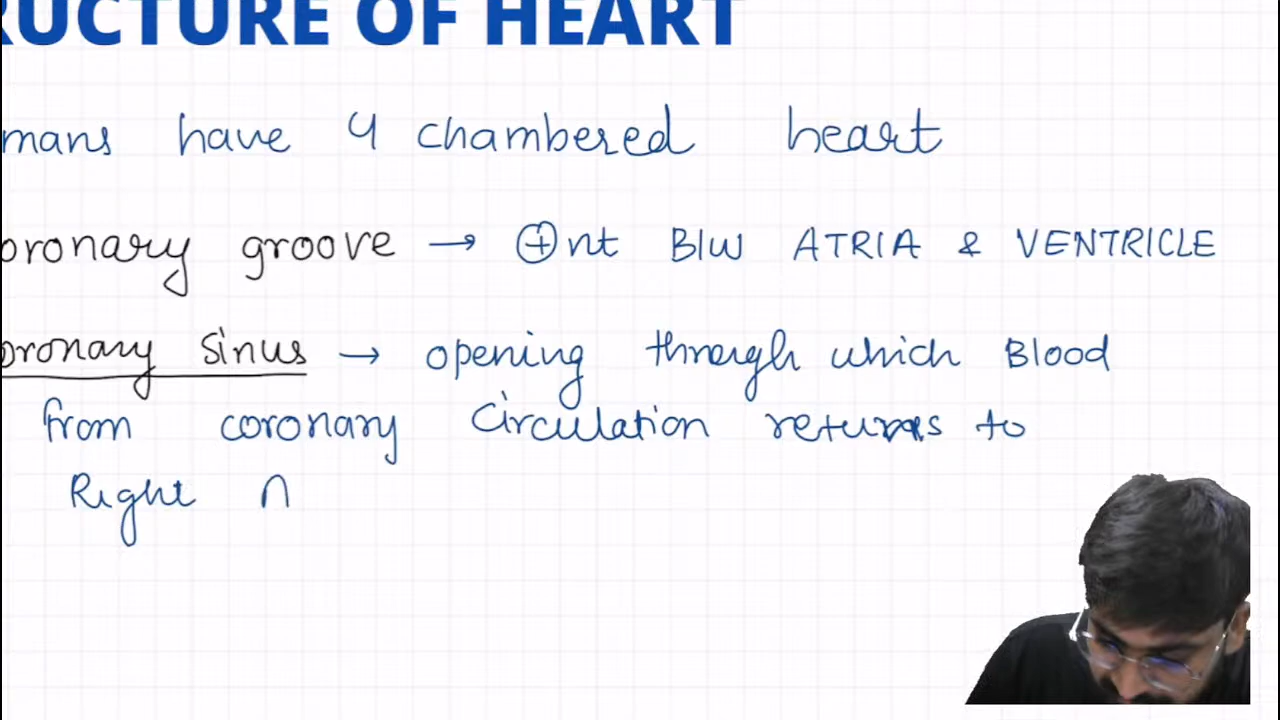 RUCTURE OF HEART
mans have 4 chambered heart
oronary groove → ⊕nt B/W ATRIA & VENTRICLE
oronary sinus → opening through which Blood
from coronary circulation returns to
Right